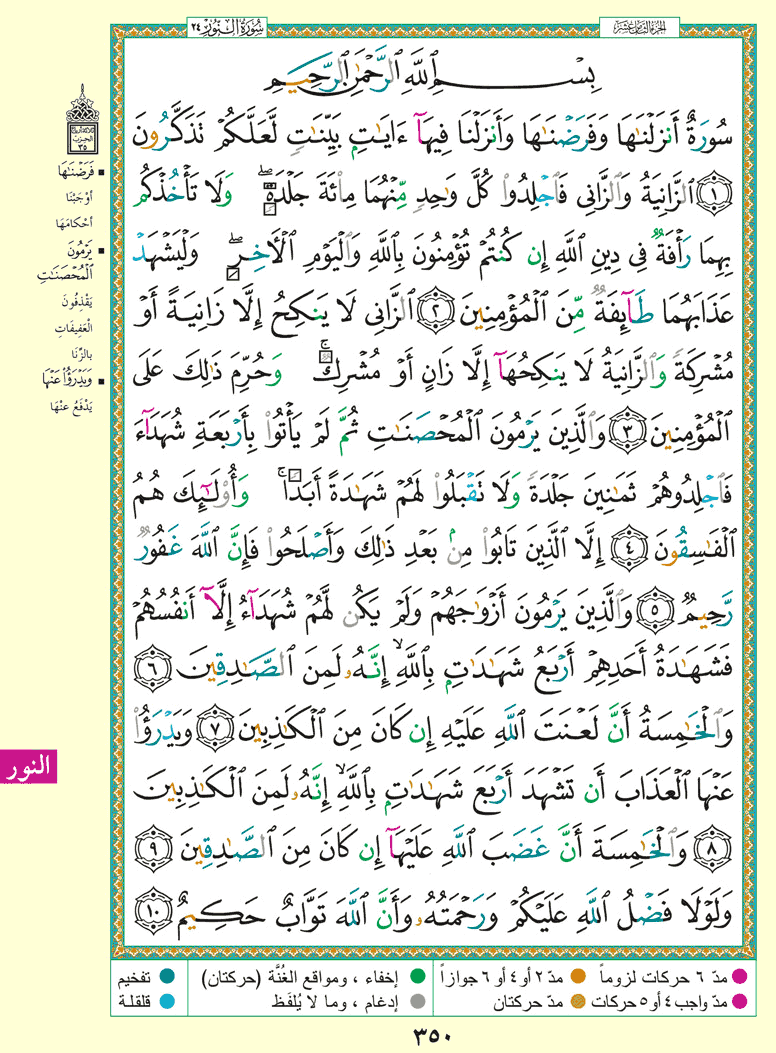 سُورَةُ النُّورِ ٢٤
الجزء الثامن عشر
بِسْمِ ٱللَّهِ ٱلرَّحْمَٰنِ ٱلرَّحِيمِ
سُورَةٌ أَنزَلْنَٰهَا وَفَرَضْنَٰهَا وَأَنزَلْنَا فِيهَآ ءَايَٰتٍۭ بَيِّنَٰتٍ لَّعَلَّكُمْ تَذَكَّرُونَ
﴿١﴾ ٱلزَّانِيَةُ وَٱلزَّانِى فَٱجْلِدُوا۟ كُلَّ وَٰحِدٍ مِّنْهُمَا مِا۟ئَةَ جَلْدَةٍ ۖ وَلَا تَأْخُذْكُم
بِهِمَا رَأْفَةٌ فِى دِينِ ٱللَّهِ إِن كُنتُمْ تُؤْمِنُونَ بِٱللَّهِ وَٱلْيَوْمِ ٱلْءَاخِرِ ۖ وَلْيَشْهَدْ
عَذَابَهُمَا طَآئِفَةٌ مِّنَ ٱلْمُؤْمِنِينَ ﴿٢﴾ ٱلزَّانِى لَا يَنكِحُ إِلَّا زَانِيَةً أَوْ
مُشْرِكَةً وَٱلزَّانِيَةُ لَا يَنكِحُهَآ إِلَّا زَانٍ أَوْ مُشْرِكٌ ۚ وَحُرِّمَ ذَٰلِكَ عَلَى
ٱلْمُؤْمِنِينَ ﴿٣﴾ وَٱلَّذِينَ يَرْمُونَ ٱلْمُحْصَنَٰتِ ثُمَّ لَمْ يَأْتُوا۟ بِأَرْبَعَةِ شُهَدَآءَ
فَٱجْلِدُوهُمْ ثَمَٰنِينَ جَلْدَةً وَلَا تَقْبَلُوا۟ لَهُمْ شَهَٰدَةً أَبَدًا ۚ وَأُو۟لَٰٓئِكَ هُمُ
ٱلْفَٰسِقُونَ ﴿٤﴾ إِلَّا ٱلَّذِينَ تَابُوا۟ مِنۢ بَعْدِ ذَٰلِكَ وَأَصْلَحُوا۟ فَإِنَّ ٱللَّهَ غَفُورٌ
رَّحِيمٌ ﴿٥﴾ وَٱلَّذِينَ يَرْمُونَ أَزْوَٰجَهُمْ وَلَمْ يَكُن لَّهُمْ شُهَدَآءُ إِلَّآ أَنفُسُهُمْ
فَشَهَٰدَةُ أَحَدِهِمْ أَرْبَعُ شَهَٰدَٰتٍۭ بِٱللَّهِ ۙ إِنَّهُۥ لَمِنَ ٱلصَّٰدِقِينَ ﴿٦﴾
وَٱلْخَٰمِسَةُ أَنَّ لَعْنَتَ ٱللَّهِ عَلَيْهِ إِن كَانَ مِنَ ٱلْكَٰذِبِينَ ﴿٧﴾ وَيَدْرَؤُا۟
عَنْهَا ٱلْعَذَابَ أَن تَشْهَدَ أَرْبَعَ شَهَٰدَٰتٍۭ بِٱللَّهِ ۙ إِنَّهُۥ لَمِنَ ٱلْكَٰذِبِينَ
﴿٨﴾ وَٱلْخَٰمِسَةَ أَنَّ غَضَبَ ٱللَّهِ عَلَيْهَآ إِن كَانَ مِنَ ٱلصَّٰدِقِينَ ﴿٩﴾
وَلَوْلَا فَضْلُ ٱللَّهِ عَلَيْكُمْ وَرَحْمَتُهُۥ وَأَنَّ ٱللَّهَ تَوَّابٌ حَكِيمٌ ﴿١٠﴾
الحزب
٣٥
فَرَضْنَٰهَا
أوْجَبْنَا
أحْكامَهَا
يَرْمُونَ
ٱلْمُحْصَنَٰتِ
يَقْذِفُونَ
العَفِيفَاتِ
بالزِّنَا
وَيَدْرَؤُا۟ عَنْهَا
يَدْفَعُ عَنْهَا
النور
مدّ ٦ حركات لزوماً
مدّ ٢ أو ٤ أو ٦ جوازاً
إخفاء ، ومواقع الغُنَّة (حركتان)
تفخيم
مدّ واجب ٤ أو ٥ حركات
مدّ حركتان
إدغام ، وما لا يُلفَظ
قلقلة
٣٥٠